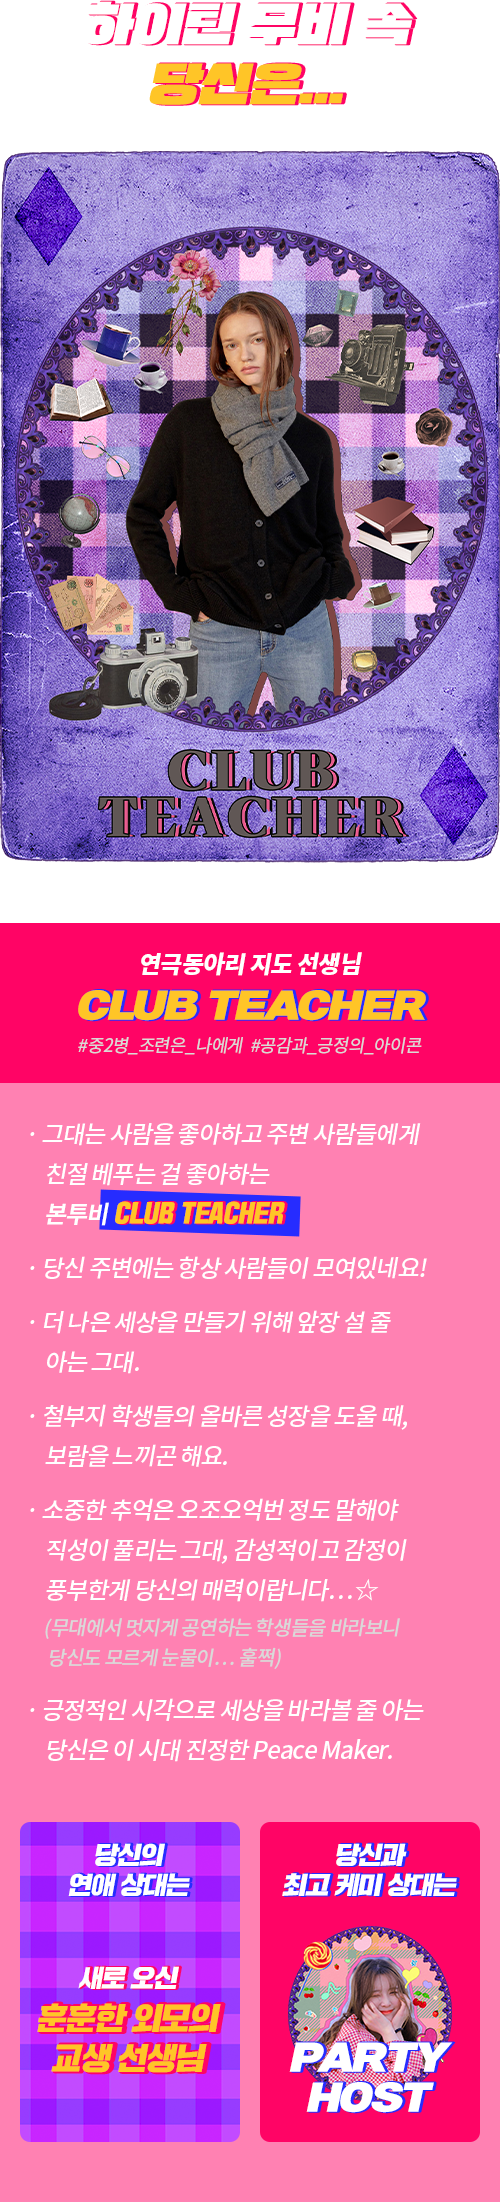 하이틴 무비 속
당신은...
CLUB
TEACHER
연극동아리 지도 선생님
CLUB TEACHER
#중2병_조련은_나에게 #공감과_긍정의_아이콘
· 그대는 사람을 좋아하고 주변 사람들에게
친절 베푸는 걸 좋아하는
본투비 CLUB TEACHER
· 당신 주변에는 항상 사람들이 모여있네요!
· 더 나은 세상을 만들기 위해 앞장 설 줄
아는 그대.
· 철부지 학생들의 올바른 성장을 도울 때,
보람을 느끼곤 해요.
· 소중한 추억은 오조오억번 정도 말해야
직성이 풀리는 그대, 감성적이고 감정이
풍부한게 당신의 매력이랍니다...☆
(무대에서 멋지게 공연하는 학생들을 바라보니
당신도 모르게 눈물이... 훌쩍)
· 긍정적인 시각으로 세상을 바라볼 줄 아는
당신은 이 시대 진정한 Peace Maker.
당신의
연애 상대는
새로 오신
훈훈한 외모의
교생 선생님
당신과
최고 케미 상대는
PARTY
HOST